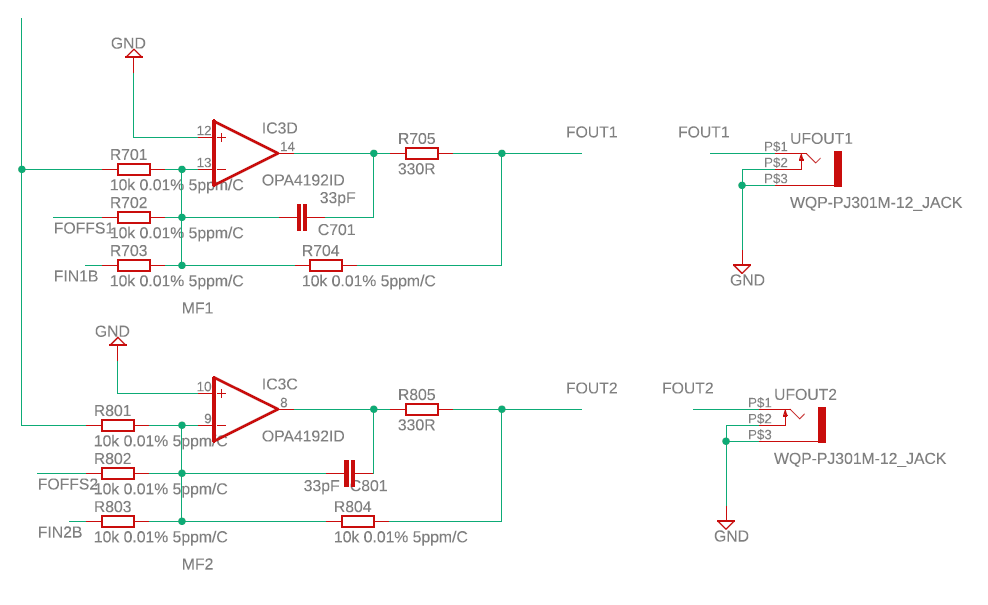 GND
12
IC3D
14
R705
FOUT1
FOUT1
UFOUT1
P$1
P$2
P$3
R701
13
10k 0.01% 5ppm/C
OPA4192ID
330R
33pF
WQP-PJ301M-12_JACK
R702
FOFFS1
10k 0.01% 5ppm/C
C701
R703
R704
FIN1B
10k 0.01% 5ppm/C
10k 0.01% 5ppm/C
GND
MF1
GND
10
IC3C
8
R805
FOUT2
FOUT2
UFOUT2
P$1
P$2
P$3
R801
9
10k 0.01% 5ppm/C
OPA4192ID
330R
WQP-PJ301M-12_JACK
R802
FOFFS2
10k 0.01% 5ppm/C
33pF
C801
R803
R804
FIN2B
10k 0.01% 5ppm/C
10k 0.01% 5ppm/C
GND
MF2